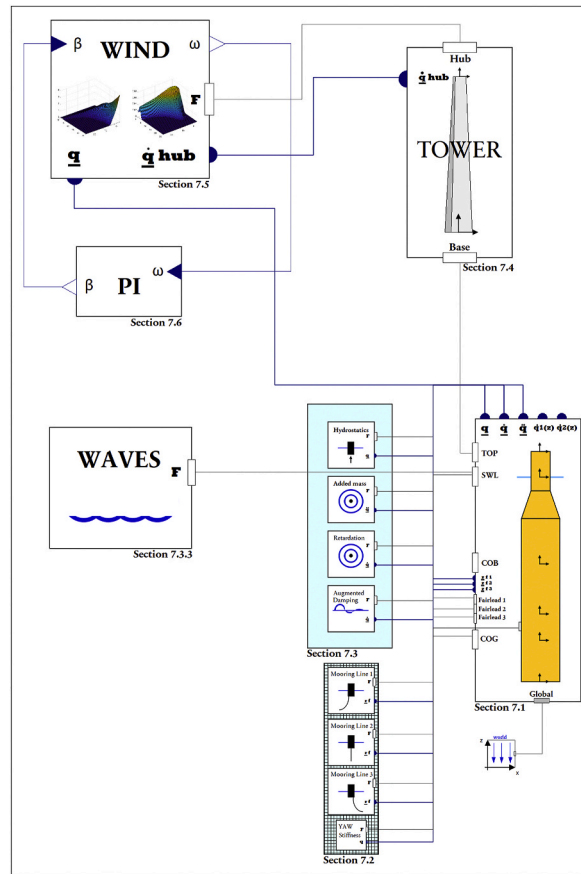 β WIND ω
F
q q̇ hub
Section 7.5
Hub
q̇ hub
TOWER
Base
Section 7.4
β PI ω
Section 7.6
WAVES
F
Section 7.3.3
Hydrostatics
F
q
Added mass
F
q̈
Retardation
F
q̇
Augmented
Damping
F
q̇
Section 7.3
Mooring Line 1
F
Mooring Line 2
F
Mooring Line 3
F
YAW
Stiffness
F
q
Section 7.2
q q̇ q̈ q̇1(z) q̇2(z)
TOP
SWL
COB
Fairlead 1
Fairlead 2
Fairlead 3
COG
Global
Section 7.1
world
z
x